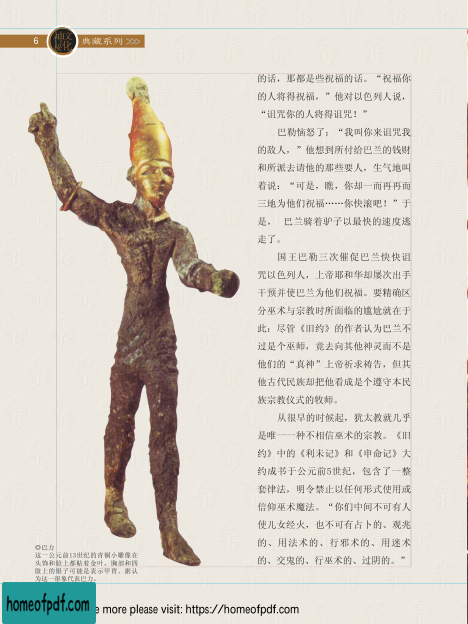 6
典藏系列 >>>
的话，那都是些祝福的话。“祝福你
的人将得祝福，”他对以色列人说，
“诅咒你的人将得诅咒！”
巴勒恼怒了：“我叫你来诅咒我
的敌人，”他想到所付给巴兰的钱财
和所派去请他的那些要人，生气地叫
着说：“可是，瞧，你却一而再再而
三地为他们祝福……你快滚吧！”于
是， 巴兰骑着驴子以最快的速度逃
走了。
国王巴勒三次催促巴兰快快诅
咒以色列人，上帝耶和华却屡次出手
干预并使巴兰为他们祝福。要精确区
分巫术与宗教时所面临的尴尬就在于
此：尽管《旧约》的作者认为巴兰不
过是个巫师，竟去向其他神灵而不是
他们的“真神”上帝祈求祷告，但其
他古代民族却把他看成是个遵守本民
族宗教仪式的牧师。
从很早的时候起，犹太教就几乎
是唯一一种不相信巫术的宗教。《旧
约》中的《利未记》和《申命记》大
约成书于公元前5世纪，包含了一整
套律法，明令禁止以任何形式使用或
信仰巫术魔法。“你们中间不可有人
使儿女经火，也不可有占卜的、观兆
的、用法术的、行邪术的、用迷术
的、交鬼的、行巫术的、过阴的。”
◎巴力
这一公元前13世纪的青铜小雕像在
头饰和脸上都贴着金叶，胸部和四
肢上的银子可能是表示甲胄。据认
为这一形象代表巴力。
homeofpdf.com
e more please visit: https://homeofpdf.com